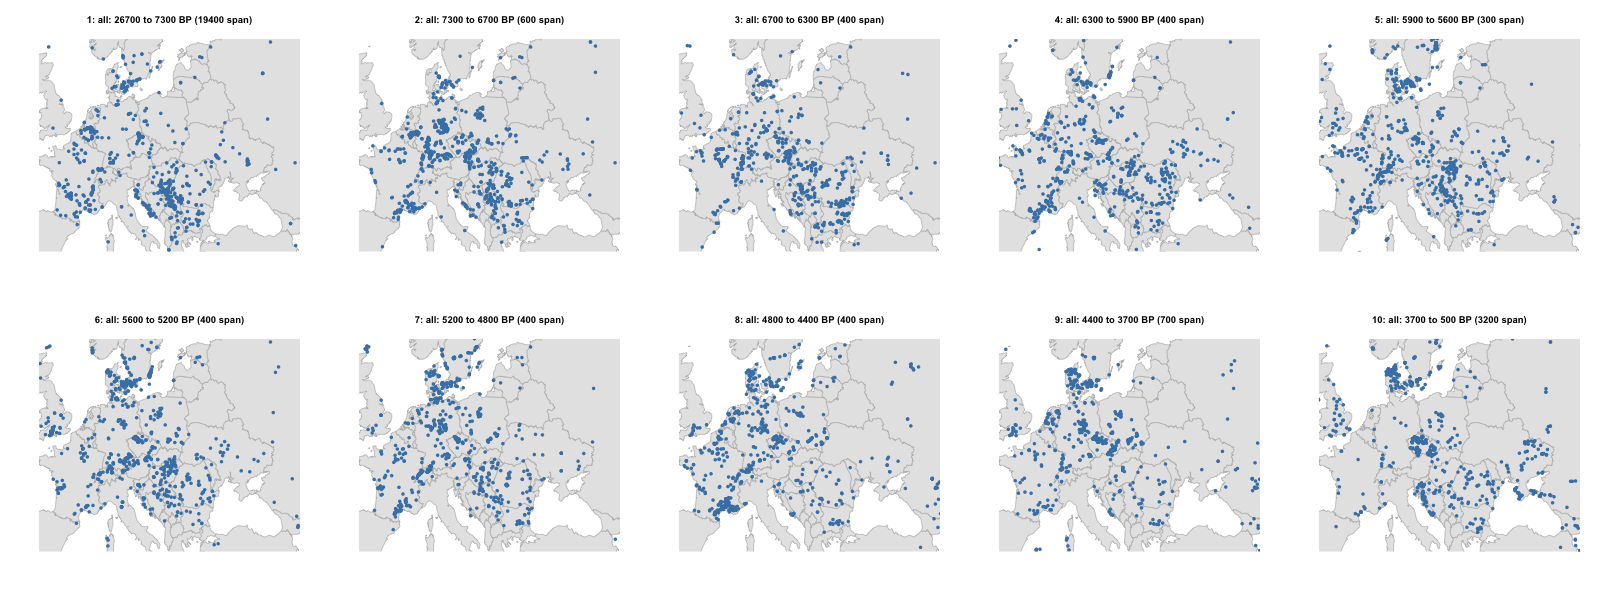 1: all: 26700 to 7300 BP (19400 span)
2: all: 7300 to 6700 BP (600 span)
3: all: 6700 to 6300 BP (400 span)
4: all: 6300 to 5900 BP (400 span)
5: all: 5900 to 5600 BP (300 span)
6: all: 5600 to 5200 BP (400 span)
7: all: 5200 to 4800 BP (400 span)
8: all: 4800 to 4400 BP (400 span)
9: all: 4400 to 3700 BP (700 span)
10: all: 3700 to 500 BP (3200 span)